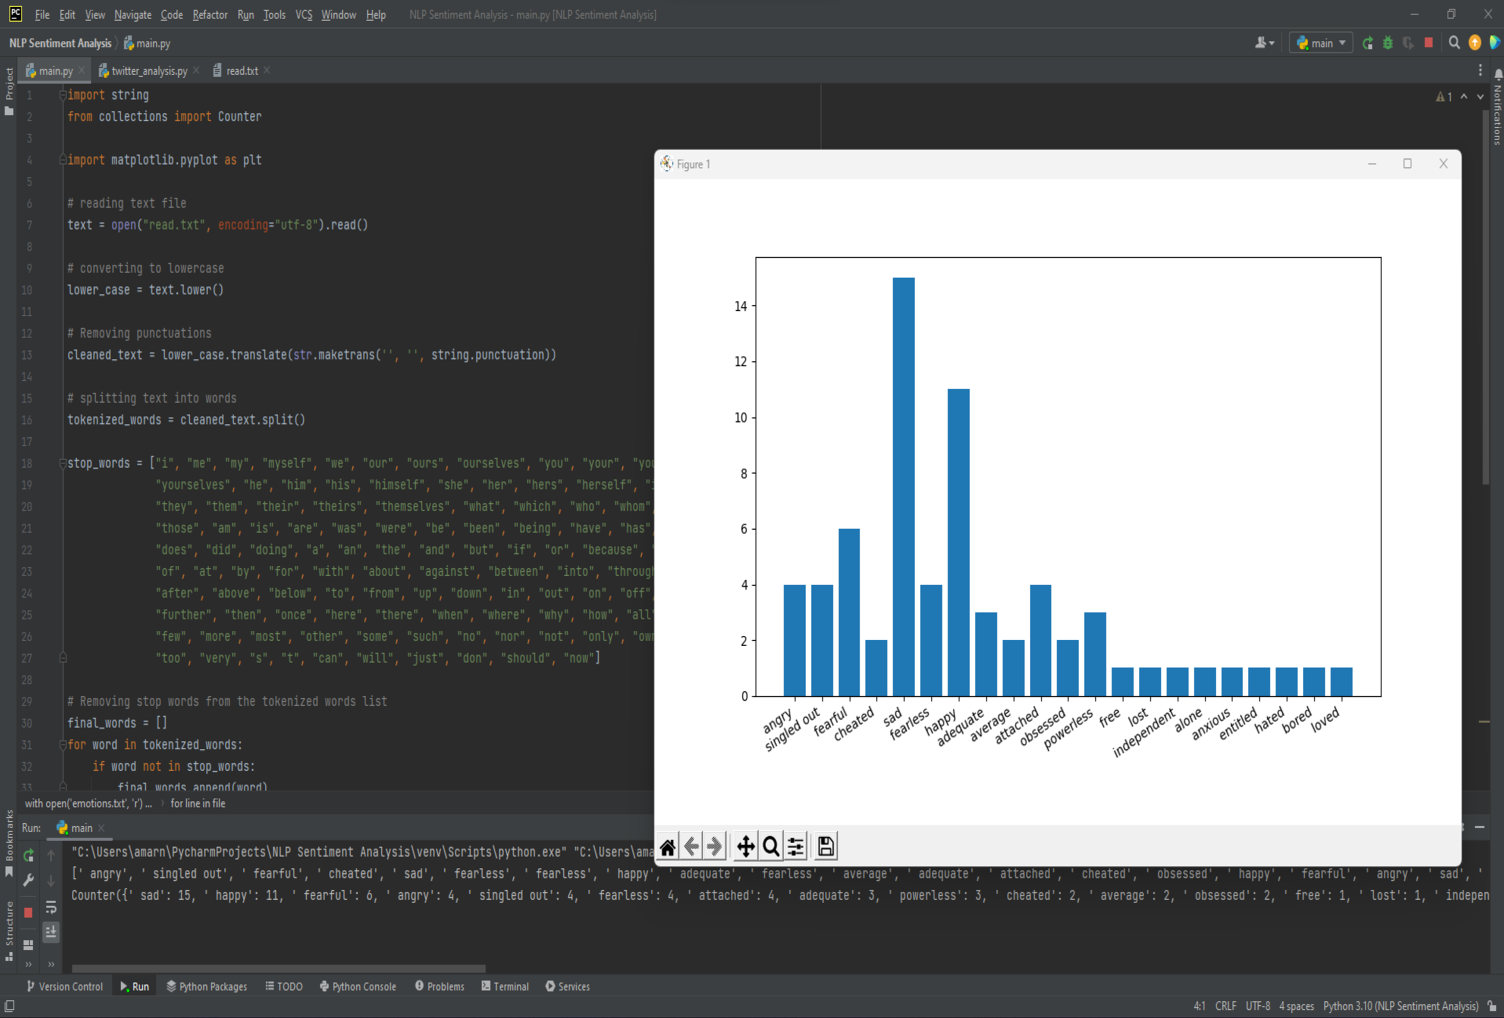 PC File Edit View Navigate Code Refactor Run Tools VCS Window Help NLP Sentiment Analysis - main.py [NLP Sentiment Analysis]
NLP Sentiment Analysis main.py main
main.py twitter_analysis.py read.txt
Project
Notifications
1
1 import string
2 from collections import Counter
3
4 import matplotlib.pyplot as plt
5
6 # reading text file
7 text = open("read.txt", encoding="utf-8").read()
8
9 # converting to lowercase
10 lower_case = text.lower()
11
12 # Removing punctuations
13 cleaned_text = lower_case.translate(str.maketrans('', '', string.punctuation))
14
15 # splitting text into words
16 tokenized_words = cleaned_text.split()
17
18 stop_words = ["i", "me", "my", "myself", "we", "our", "ours", "ourselves", "you", "your", "you
19 "yourselves", "he", "him", "his", "himself", "she", "her", "hers", "herself",
20 "they", "them", "their", "theirs", "themselves", "what", "which", "who", "whom",
21 "those", "am", "is", "are", "was", "were", "be", "been", "being", "have", "has",
22 "does", "did", "doing", "a", "an", "the", "and", "but", "if", "or", "because", "
23 "of", "at", "by", "for", "with", "about", "against", "between", "into", "through
24 "after", "above", "below", "to", "from", "up", "down", "in", "out", "on", "off",
25 "further", "then", "once", "here", "there", "when", "where", "why", "how", "all"
26 "few", "more", "most", "other", "some", "such", "no", "nor", "not", "only", "own
27 "too", "very", "s", "t", "can", "will", "just", "don", "should", "now"]
28
29 # Removing stop words from the tokenized words list
30 final_words = []
31 for word in tokenized_words:
32 if word not in stop_words:
33 final_words.append(word)
with open('emotions.txt', 'r') ... for line in file
Figure 1
14
12
10
8
6
4
2
0
angry singled out fearful cheated sad fearless happy adequate average attached obsessed powerless free lost independent alone anxious entitled hated bored loved
Run: main
Bookmarks
Structure
"C:\Users\amarn\PycharmProjects\NLP Sentiment Analysis\venv\Scripts\python.exe" "C:\Users\ama
[' angry', ' singled out', ' fearful', ' cheated', ' sad', ' fearless', ' fearless', ' happy', ' adequate', ' fearless', ' average', ' adequate', ' attached', ' cheated', ' obsessed', ' happy', ' fearful', ' angry', ' sad', '
Counter({' sad': 15, ' happy': 11, ' fearful': 6, ' angry': 4, ' singled out': 4, ' fearless': 4, ' attached': 4, ' adequate': 3, ' powerless': 3, ' cheated': 2, ' average': 2, ' obsessed': 2, ' free': 1, ' lost': 1, ' indepen
Version Control Run Python Packages TODO Python Console Problems Terminal Services
4:1 CRLF UTF-8 4 spaces Python 3.10 (NLP Sentiment Analysis)